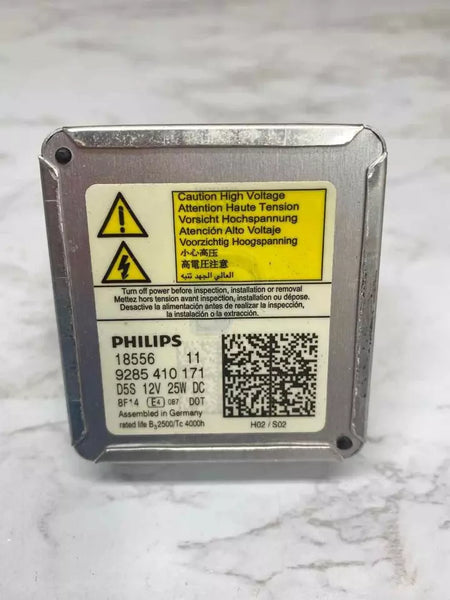 Caution High Voltage
Attention Haute Tension
Vorsicht Hochspannung
Atención Alto Voltaje
Voorzichtig Hoogspanning
小心高压
高電圧注意
العالي الجهد تنبه
Turn off power before inspection, installation or removal
Mettez hors tension avant inspection, installation ou dépose.
Desactive la alimentación antes de realizar la inspección,
la instalación o la extracción.
PHILIPS
18556 11
9285 410 171
D5S 12V 25W DC
8F14 E4 087 DOT
Assembled in Germany
rated life B3 2500/Tc 4000h
H02 / S02